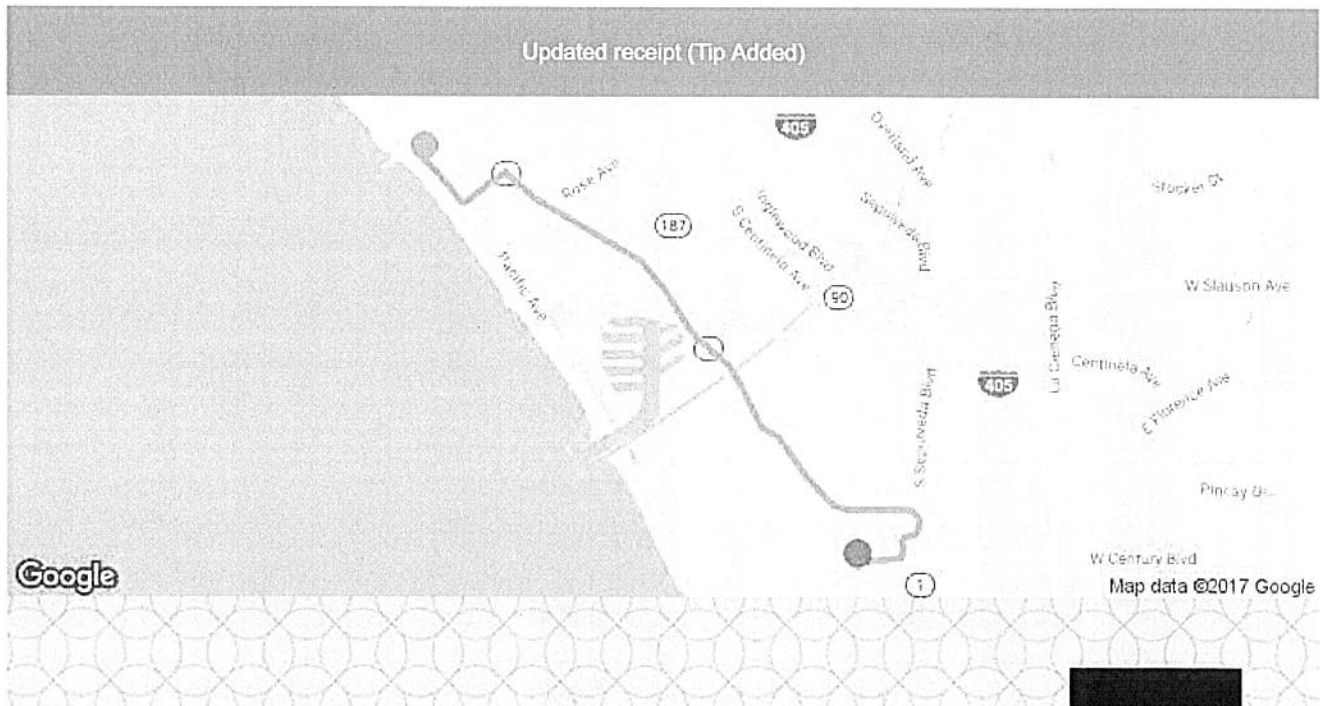 Updated receipt (Tip Added)
405
Overland Ave
Rose Ave
Stocker St
187
Inglewood Blvd
S Centinela Ave
Sepulveda Blvd
Pacific Ave
90
W Slauson Ave
La Cienega Blvd
Centinela Ave
405
E Florence Ave
S Sepulveda Blvd
Pincay Dr
W Century Blvd
Google
1
Map data ©2017 Google